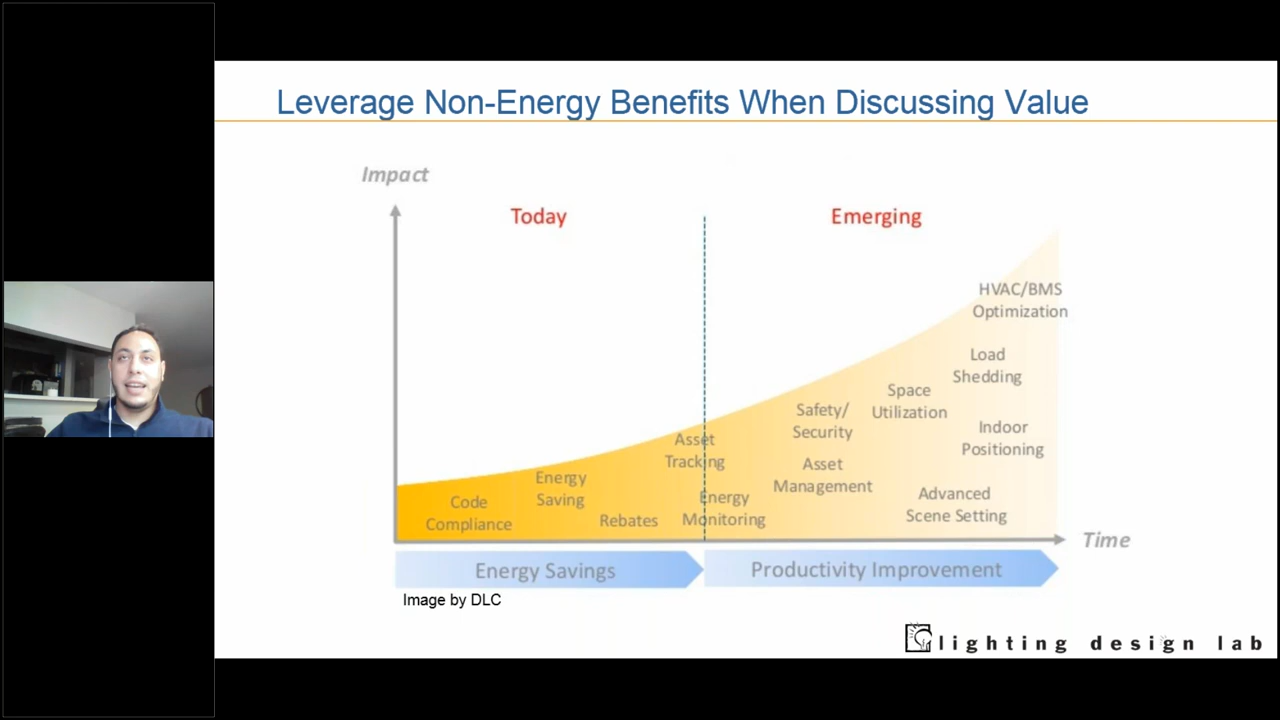 Leverage Non-Energy Benefits When Discussing Value
Impact
Today
Emerging
HVAC/BMS
Optimization
Load
Shedding
Space
Utilization
Safety/
Security
Indoor
Positioning
Asset
Tracking
Asset
Management
Energy
Saving
Energy
Monitoring
Advanced
Scene Setting
Code
Compliance
Rebates
Time
Energy Savings
Productivity Improvement
Image by DLC
lighting design lab